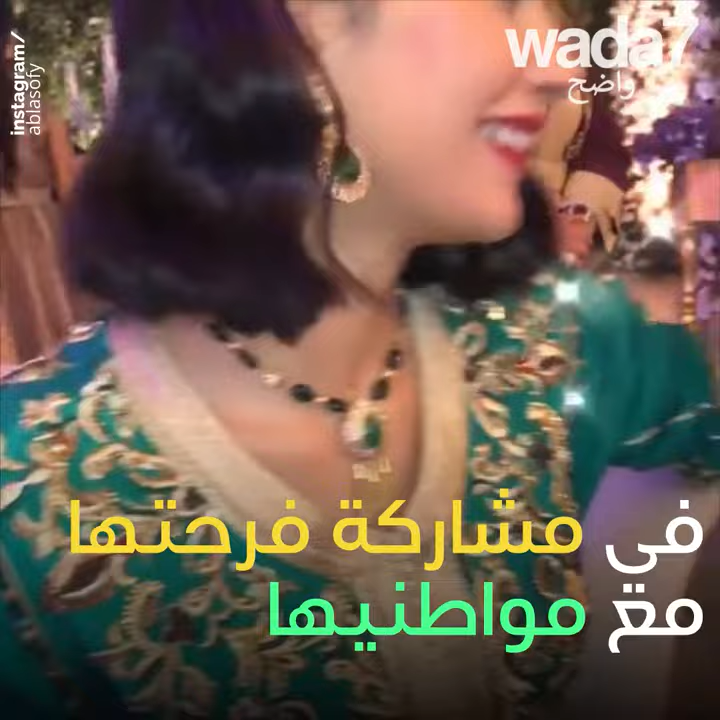 instagram/
ablasofy
wada7
واضح
في مشاركة فرحتها
مع مواطنيها